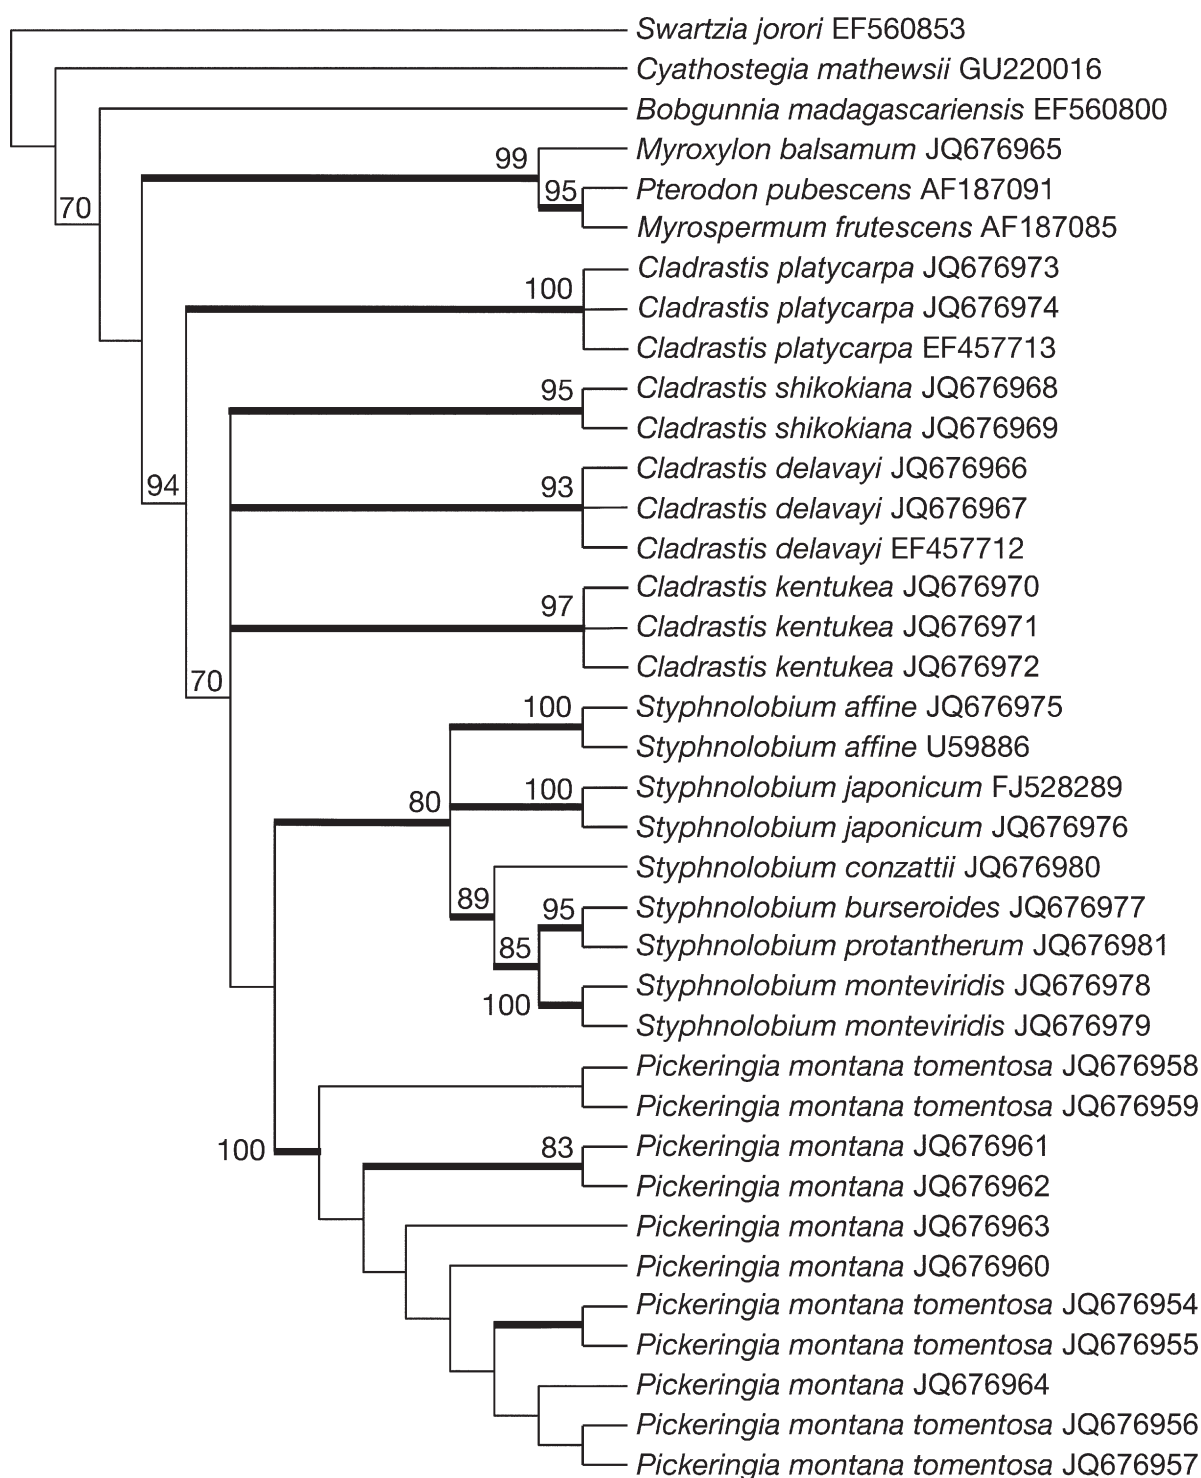 Swartzia jorori EF560853
Cyathostegia mathewsii GU220016
Bobgunnia madagascariensis EF560800
99 Myroxylon balsamum JQ676965
95 Pterodon pubescens AF187091
70
Myrospermum frutescens AF187085
Cladrastis platycarpa JQ676973
100
Cladrastis platycarpa JQ676974
Cladrastis platycarpa EF457713
95 Cladrastis shikokiana JQ676968
Cladrastis shikokiana JQ676969
Cladrastis delavayi JQ676966
94 93
Cladrastis delavayi JQ676967
Cladrastis delavayi EF457712
Cladrastis kentukea JQ676970
97
Cladrastis kentukea JQ676971
Cladrastis kentukea JQ676972
70
100 Styphnolobium affine JQ676975
Styphnolobium affine U59886
100 Styphnolobium japonicum FJ528289
80
Styphnolobium japonicum JQ676976
Styphnolobium conzattii JQ676980
89
95 Styphnolobium burseroides JQ676977
85 Styphnolobium protantherum JQ676981
Styphnolobium monteviridis JQ676978
100
Styphnolobium monteviridis JQ676979
Pickeringia montana tomentosa JQ676958
Pickeringia montana tomentosa JQ676959
100 83 Pickeringia montana JQ676961
Pickeringia montana JQ676962
Pickeringia montana JQ676963
Pickeringia montana JQ676960
Pickeringia montana tomentosa JQ676954
Pickeringia montana tomentosa JQ676955
Pickeringia montana JQ676964
Pickeringia montana tomentosa JQ676956
Pickeringia montana tomentosa JQ676957